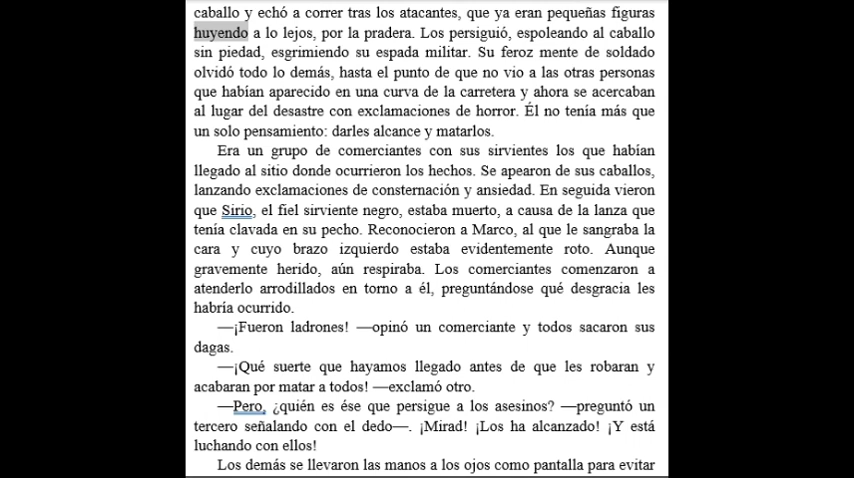 caballo y echó a correr tras los atacantes, que ya eran pequeñas figuras
huyendo a lo lejos, por la pradera. Los persiguió, espoleando al caballo
sin piedad, esgrimiendo su espada militar. Su feroz mente de soldado
olvidó todo lo demás, hasta el punto de que no vio a las otras personas
que habían aparecido en una curva de la carretera y ahora se acercaban
al lugar del desastre con exclamaciones de horror. Él no tenía más que
un solo pensamiento: darles alcance y matarlos.
Era un grupo de comerciantes con sus sirvientes los que habían
llegado al sitio donde ocurrieron los hechos. Se apearon de sus caballos,
lanzando exclamaciones de consternación y ansiedad. En seguida vieron
que Sirio, el fiel sirviente negro, estaba muerto, a causa de la lanza que
tenía clavada en su pecho. Reconocieron a Marco, al que le sangraba la
cara y cuyo brazo izquierdo estaba evidentemente roto. Aunque
gravemente herido, aún respiraba. Los comerciantes comenzaron a
atenderlo arrodillados en torno a él, preguntándose qué desgracia les
habría ocurrido.
—¡Fueron ladrones! —opinó un comerciante y todos sacaron sus
dagas.
—¡Qué suerte que hayamos llegado antes de que les robaran y
acabaran por matar a todos! —exclamó otro.
—Pero, ¿quién es ése que persigue a los asesinos? —preguntó un
tercero señalando con el dedo—. ¡Mirad! ¡Los ha alcanzado! ¡Y está
luchando con ellos!
Los demás se llevaron las manos a los ojos como pantalla para evitar